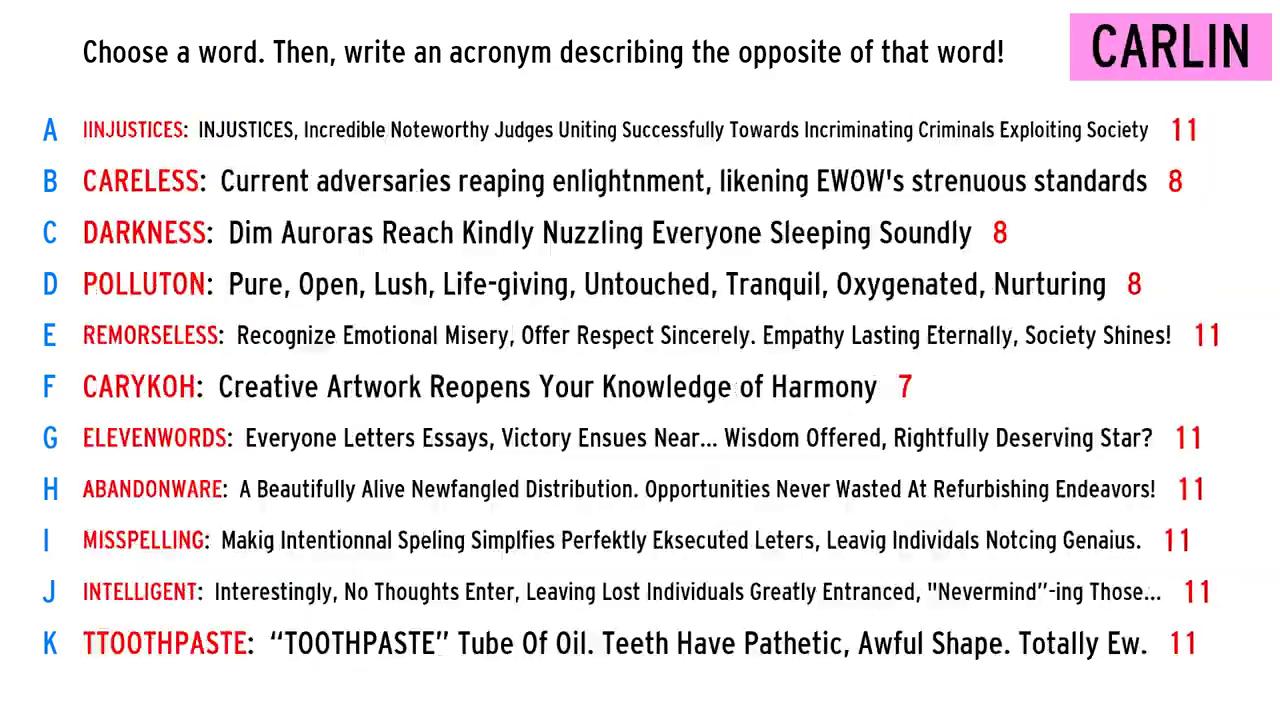 Choose a word. Then, write an acronym describing the opposite of that word!
CARLIN
A IINJUSTICES: INJUSTICES, Incredible Noteworthy Judges Uniting Successfully Towards Incriminating Criminals Exploiting Society 11
B CARELESS: Current adversaries reaping enlightnment, likening EWOW's strenuous standards 8
C DARKNESS: Dim Auroras Reach Kindly Nuzzling Everyone Sleeping Soundly 8
D POLLUTON: Pure, Open, Lush, Life-giving, Untouched, Tranquil, Oxygenated, Nurturing 8
E REMORSELESS: Recognize Emotional Misery, Offer Respect Sincerely. Empathy Lasting Eternally, Society Shines! 11
F CARYKOH: Creative Artwork Reopens Your Knowledge of Harmony 7
G ELEVENWORDS: Everyone Letters Essays, Victory Ensues Near... Wisdom Offered, Rightfully Deserving Star? 11
H ABANDONWARE: A Beautifully Alive Newfangled Distribution. Opportunities Never Wasted At Refurbishing Endeavors! 11
I MISSPELLING: Makig Intentionnal Speling Simplfies Perfektly Eksecuted Leters, Leavig Individals Notcing Genaius. 11
J INTELLIGENT: Interestingly, No Thoughts Enter, Leaving Lost Individuals Greatly Entranced, "Nevermind”-ing Those... 11
K TTOOTHPASTE: “TOOTHPASTE” Tube Of Oil. Teeth Have Pathetic, Awful Shape. Totally Ew. 11